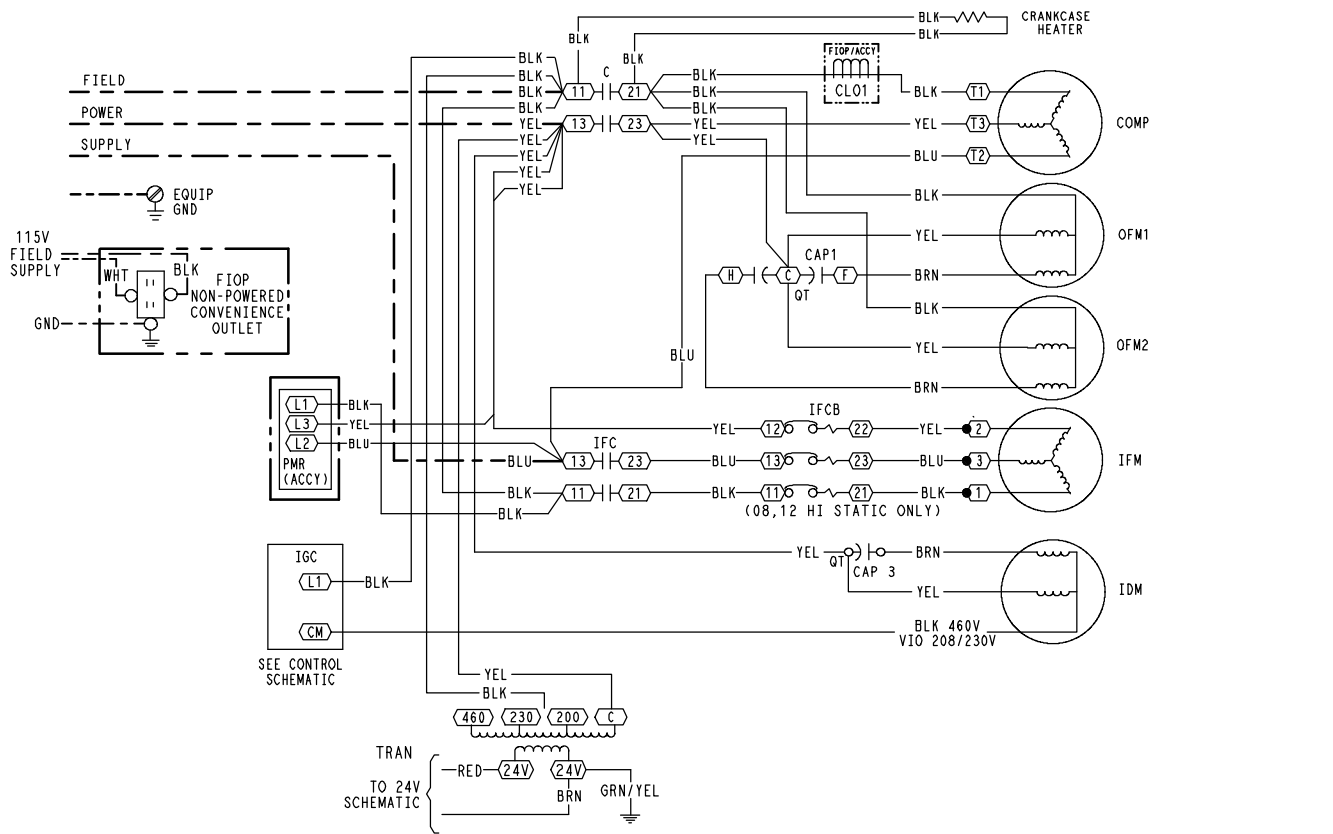 BLK
BLK
CRANKCASE
HEATER
BLK
BLK
FIOP/ACCY
CLO1
FIELD
BLK
BLK
BLK
BLK
11
C
21
BLK
BLK
BLK
BLK
T1
POWER
YEL
YEL
YEL
YEL
YEL
13
23
YEL
YEL
YEL
T3
COMP
SUPPLY
BLU
T2
EQUIP
GND
BLK
OFM1
YEL
115V
FIELD
SUPPLY
WHT
BLK
FIOP
NON-POWERED
CONVENIENCE
OUTLET
GND
H
C
CAP1
F
QT
BRN
BLK
OFM2
YEL
BLU
BRN
L1
BLK
L3
YEL
L2
BLU
PMR
(ACCY)
IFCB
YEL
12
22
YEL
2
IFC
BLU
13
23
BLU
13
23
BLU
3
IFM
BLK
11
21
BLK
11
21
BLK
1
BLK
(08,12 HI STATIC ONLY)
IGC
L1
BLK
CM
SEE CONTROL
SCHEMATIC
YEL
QT
CAP 3
BRN
YEL
IDM
BLK 460V
VIO 208/230V
YEL
BLK
460
230
200
C
TRAN
RED
24V
24V
GRN/YEL
BRN
TO 24V
SCHEMATIC